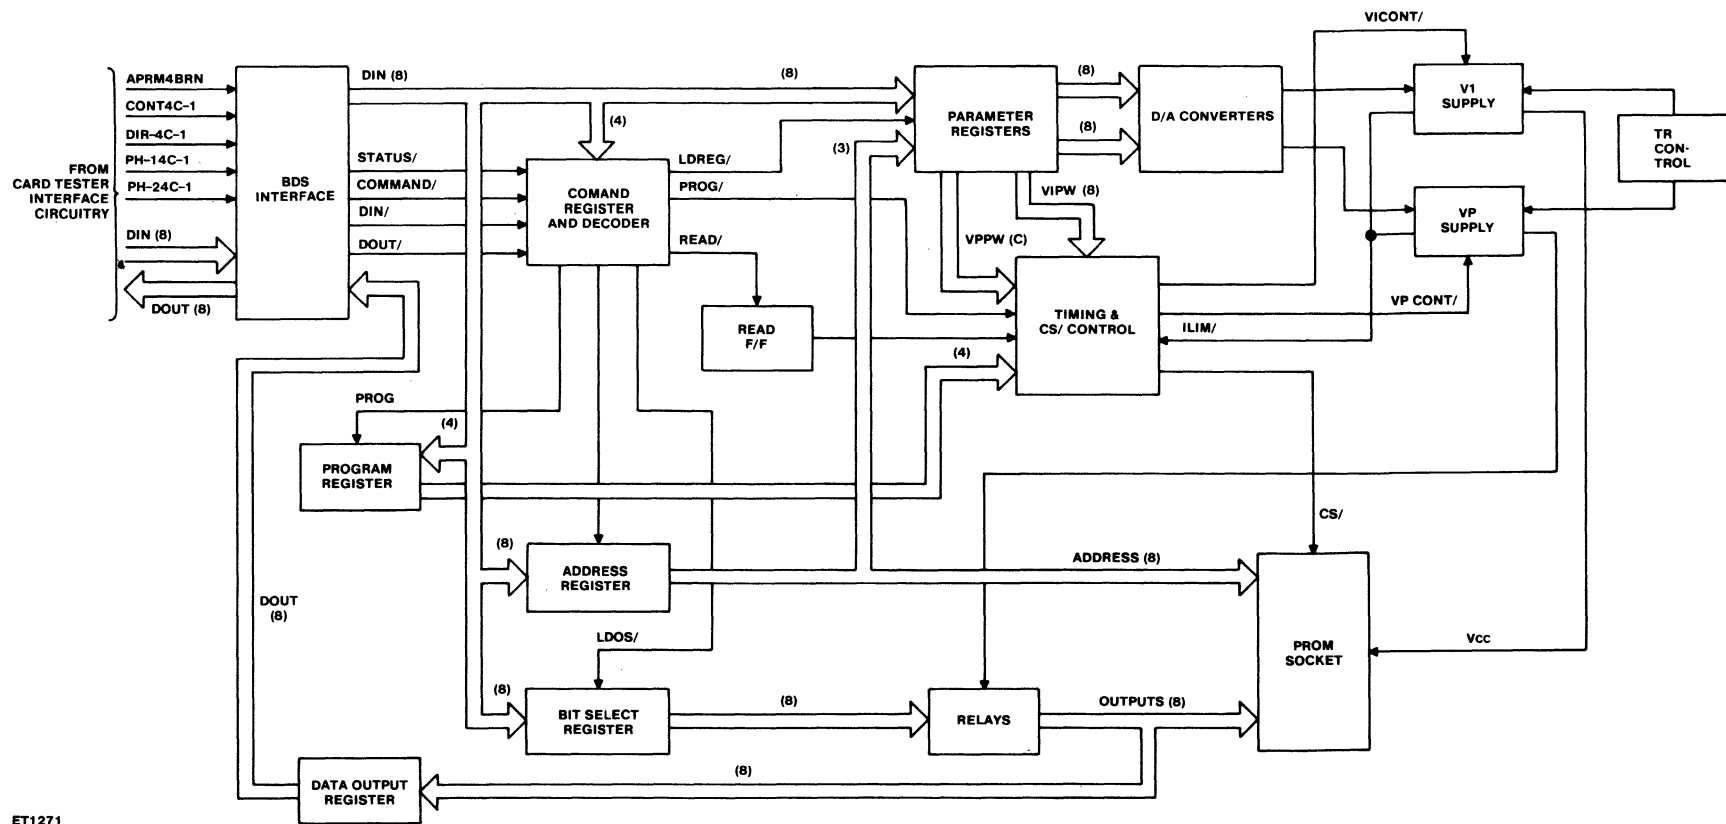 VICONT/
APRM4BRN
CONT4C-1
DIR-4C-1
PH-14C-1
PH-24C-1
FROM
CARD TESTER
INTERFACE
CIRCUITRY
DIN (8)
DOUT (8)
BDS
INTERFACE
DIN (8)
(8)
(4)
STATUS/
COMMAND/
DIN/
DOUT/
COMAND
REGISTER
AND DECODER
LDREG/
PROG/
READ/
(3)
PARAMETER
REGISTERS
(8)
(8)
D/A CONVERTERS
V1
SUPPLY
TR
CON-
TROL
VP
SUPPLY
VIPW (8)
VPPW (C)
READ
F/F
TIMING &
CS/ CONTROL
(4)
VP CONT/
ILIM/
PROG
(4)
PROGRAM
REGISTER
CS/
(8)
ADDRESS
REGISTER
ADDRESS (8)
DOUT
(8)
LDOS/
PROM
SOCKET
VCC
(8)
BIT SELECT
REGISTER
(8)
RELAYS
OUTPUTS (8)
DATA OUTPUT
REGISTER
(8)
ET1271